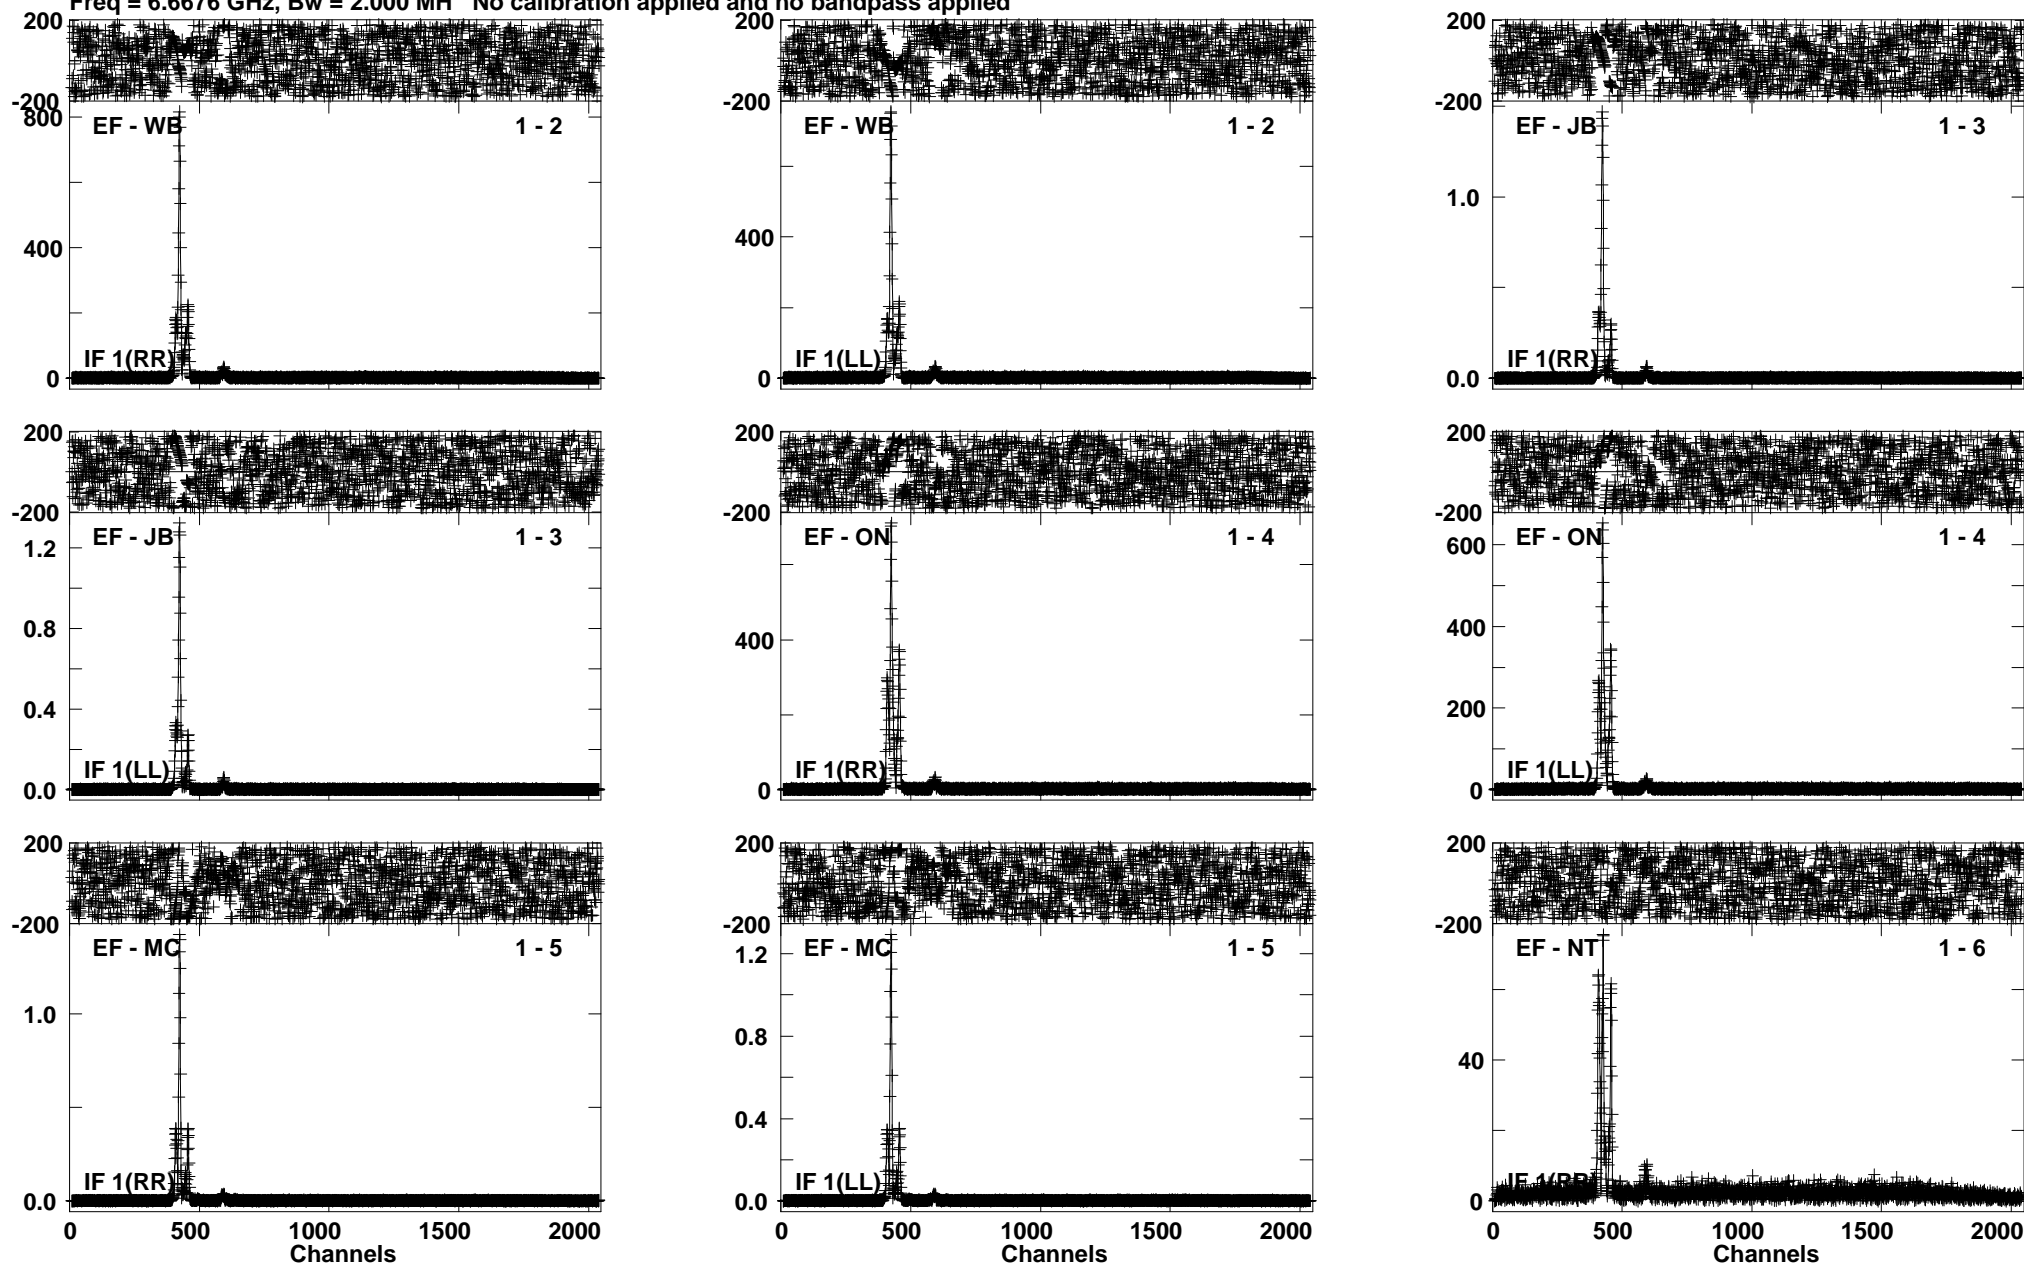 Freq = 6.6676 GHz, Bw = 2.000 MH No calibration applied and no bandpass applied
200
-200
800
400
0
EF - WB
1 - 2
IF 1(RR)
200
-200
400
0
EF - WB
1 - 2
IF 1(LL)
200
-200
1.0
0.0
EF - JB
1 - 3
IF 1(RR)
200
-200
1.2
0.8
0.4
0.0
EF - JB
1 - 3
IF 1(LL)
200
-200
400
0
EF - ON
1 - 4
IF 1(RR)
200
-200
600
400
200
0
EF - ON
1 - 4
IF 1(LL)
200
-200
1.0
0.0
EF - MC
1 - 5
IF 1(RR)
0 500 1000 1500 2000
Channels
200
-200
1.2
0.8
0.4
0.0
EF - MC
1 - 5
IF 1(LL)
0 500 1000 1500 2000
Channels
200
-200
40
0
EF - NT
1 - 6
IF 1(RR)
0 500 1000 1500 2000
Channels